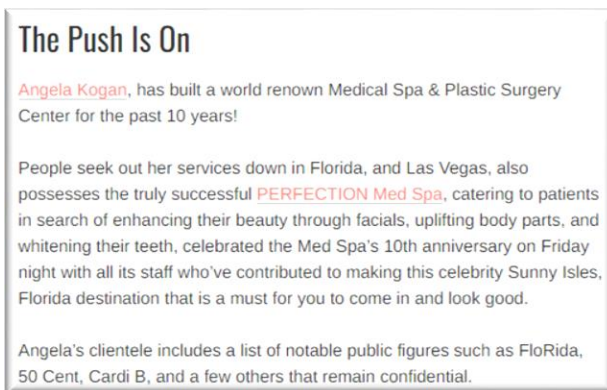 The Push Is On
Angela Kogan, has built a world renown Medical Spa & Plastic Surgery
Center for the past 10 years!
People seek out her services down in Florida, and Las Vegas, also
possesses the truly successful PERFECTION Med Spa, catering to patients
in search of enhancing their beauty through facials, uplifting body parts, and
whitening their teeth, celebrated the Med Spa's 10th anniversary on Friday
night with all its staff who've contributed to making this celebrity Sunny Isles,
Florida destination that is a must for you to come in and look good.
Angela's clientele includes a list of notable public figures such as FloRida,
50 Cent, Cardi B, and a few others that remain confidential.